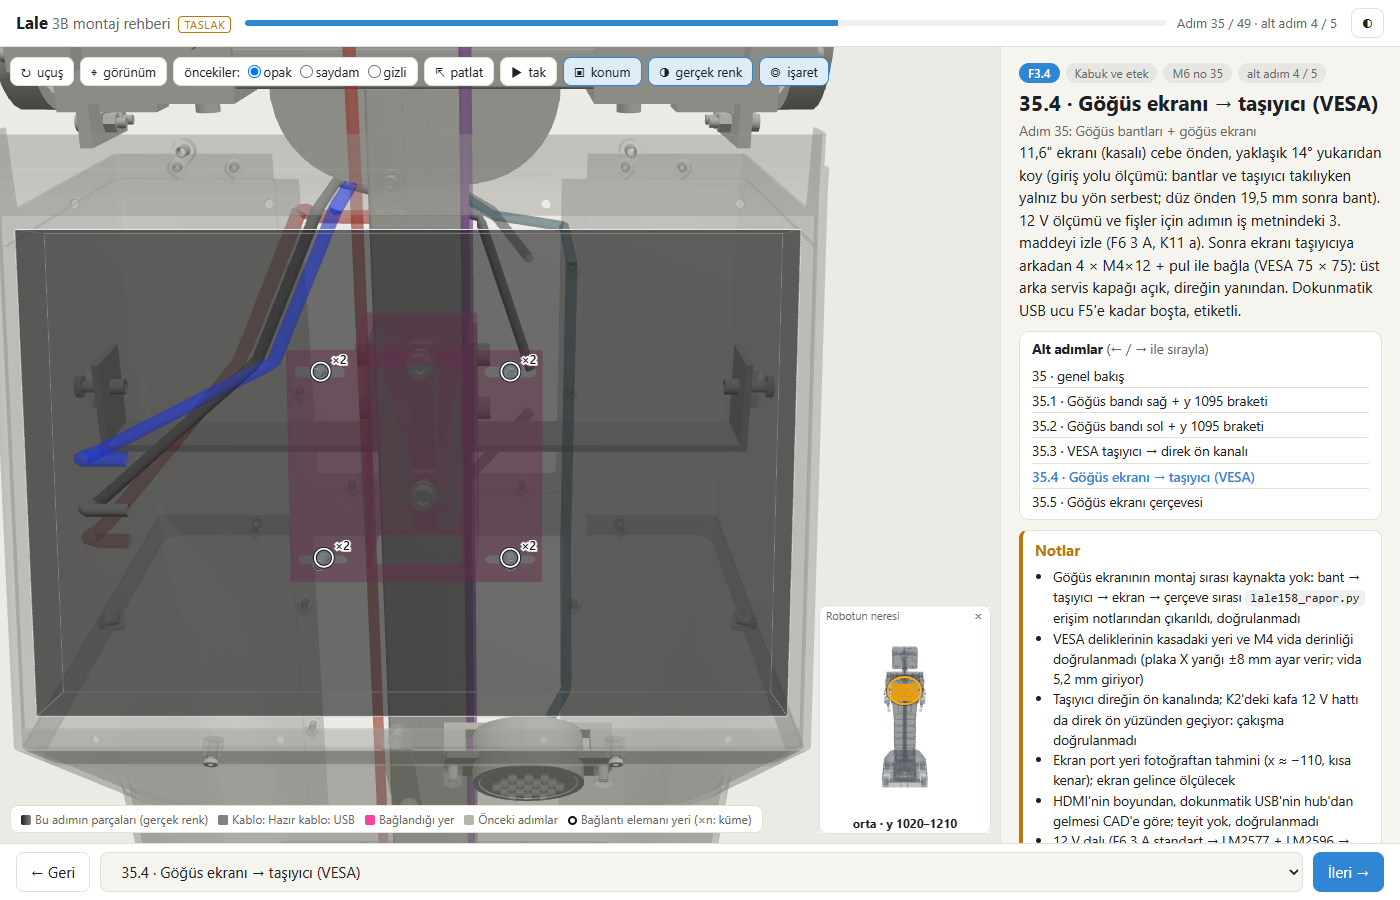 Lale 3B montaj rehberi TASLAK
Adım 35 / 49 · alt adım 4 / 5
↻ uçuş
⌖ görünüm
öncekiler: opak saydam gizli
↸ patlat
▶ tak
▣ konum
◑ gerçek renk
◎ işaret
×2
×2
×2
×2
Robotun neresi ×
orta · y 1020–1210
Bu adımın parçaları (gerçek renk) Kablo: Hazır kablo: USB Bağlandığı yer Önceki adımlar Bağlantı elemanı yeri (×n: küme)
F3.4 Kabuk ve etek M6 no 35 alt adım 4 / 5
35.4 · Göğüs ekranı → taşıyıcı (VESA)
Adım 35: Göğüs bantları + göğüs ekranı
11,6" ekranı (kasalı) cebe önden, yaklaşık 14° yukarıdan
koy (giriş yolu ölçümü: bantlar ve taşıyıcı takılıyken
yalnız bu yön serbest; düz önden 19,5 mm sonra bant).
12 V ölçümü ve fişler için adımın iş metnindeki 3.
maddeyi izle (F6 3 A, K11 a). Sonra ekranı taşıyıcıya
arkadan 4 × M4×12 + pul ile bağla (VESA 75 × 75): üst
arka servis kapağı açık, direğin yanından. Dokunmatik
USB ucu F5'e kadar boşta, etiketli.
Alt adımlar (← / → ile sırayla)
35 · genel bakış
35.1 · Göğüs bandı sağ + y 1095 braketi
35.2 · Göğüs bandı sol + y 1095 braketi
35.3 · VESA taşıyıcı → direk ön kanalı
35.4 · Göğüs ekranı → taşıyıcı (VESA)
35.5 · Göğüs ekranı çerçevesi
Notlar
• Göğüs ekranının montaj sırası kaynakta yok: bant →
taşıyıcı → ekran → çerçeve sırası lale158_rapor.py
erişim notlarından çıkarıldı, doğrulanmadı
• VESA deliklerinin kasadaki yeri ve M4 vida derinliği
doğrulanmadı (plaka X yarığı ±8 mm ayar verir; vida
5,2 mm giriyor)
• Taşıyıcı direğin ön kanalında; K2'deki kafa 12 V hattı
da direk ön yüzünden geçiyor: çakışma
doğrulanmadı
• Ekran port yeri fotoğraftan tahmini (x ≈ −110, kısa
kenar); ekran gelince ölçülecek
• HDMI'nin boyundan, dokunmatik USB'nin hub'dan
gelmesi CAD'e göre; teyit yok, doğrulanmadı
• 12 V dalı (F6 3 A standart → LM2577 + LM2596 →
← Geri
35.4 · Göğüs ekranı → taşıyıcı (VESA)
İleri →